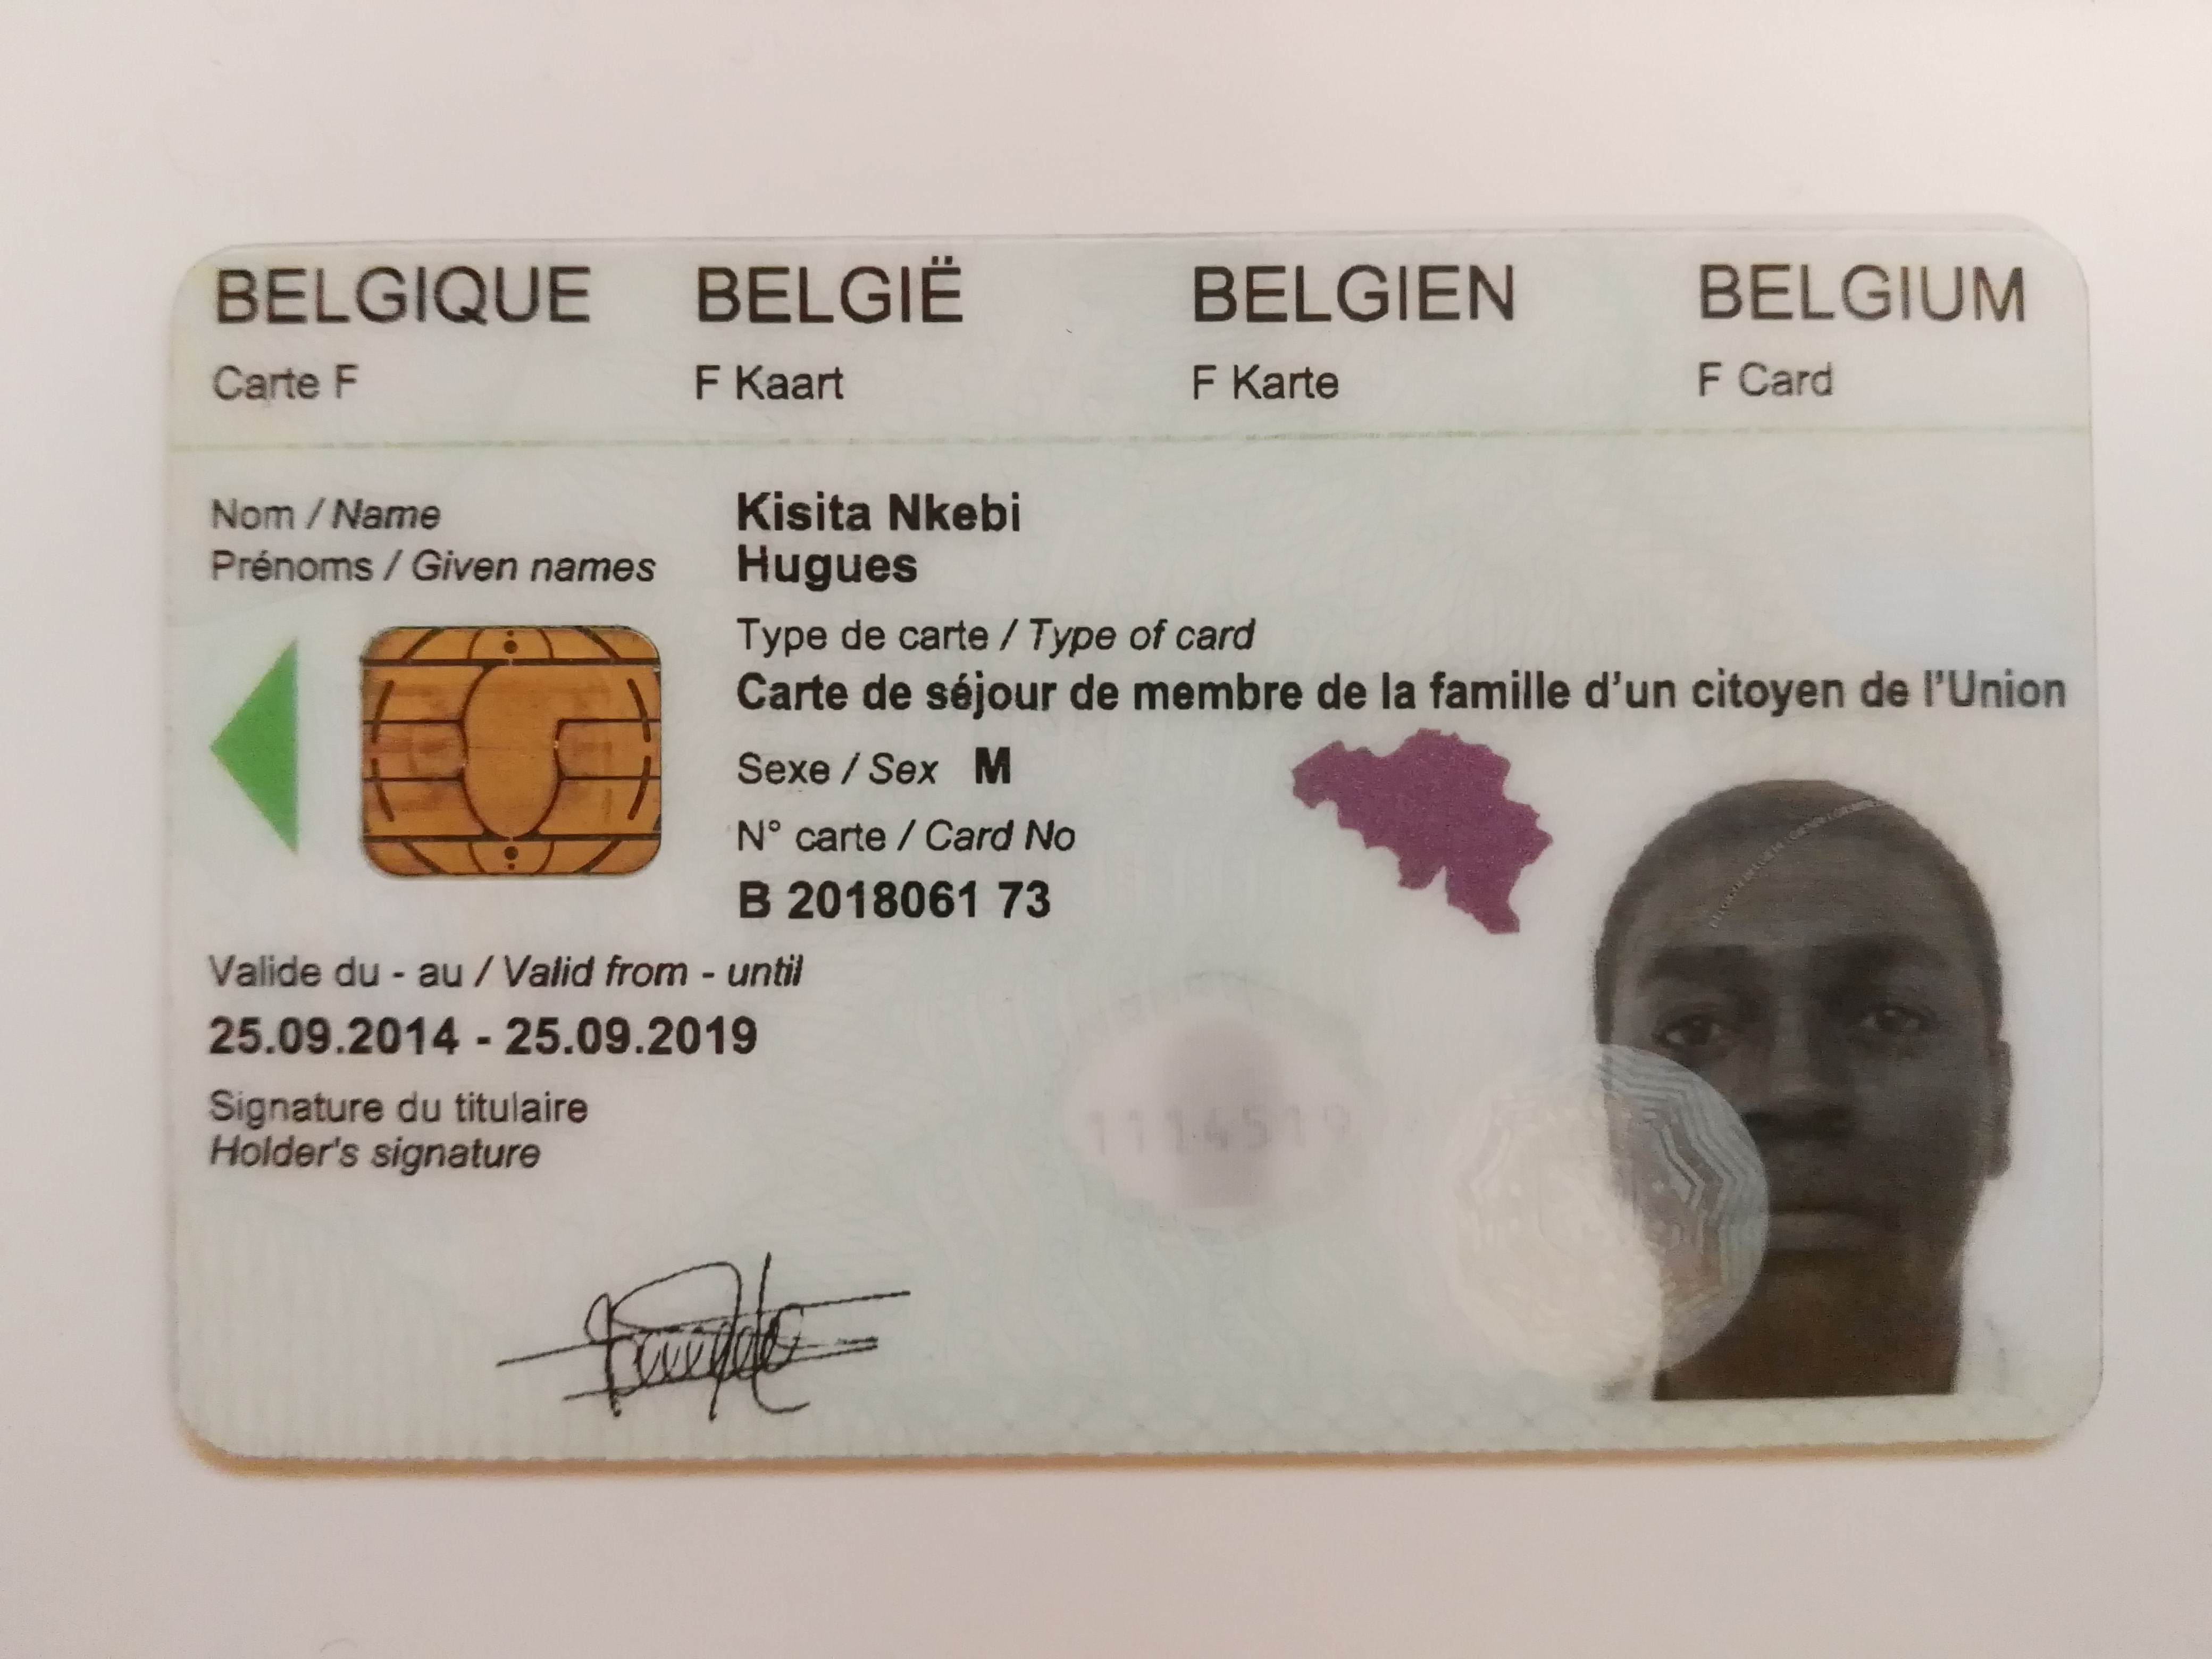 BELGIQUE BELGIË BELGIEN BELGIUM
Carte F F Kaart F Karte F Card
Nom / Name Kisita Nkebi
Prénoms / Given names Hugues
Type de carte / Type of card
Carte de séjour de membre de la famille d'un citoyen de l'Union
Sexe / Sex M
N° carte / Card No
B 2018061 73
Valide du - au / Valid from - until
25.09.2014 - 25.09.2019
Signature du titulaire
Holder's signature